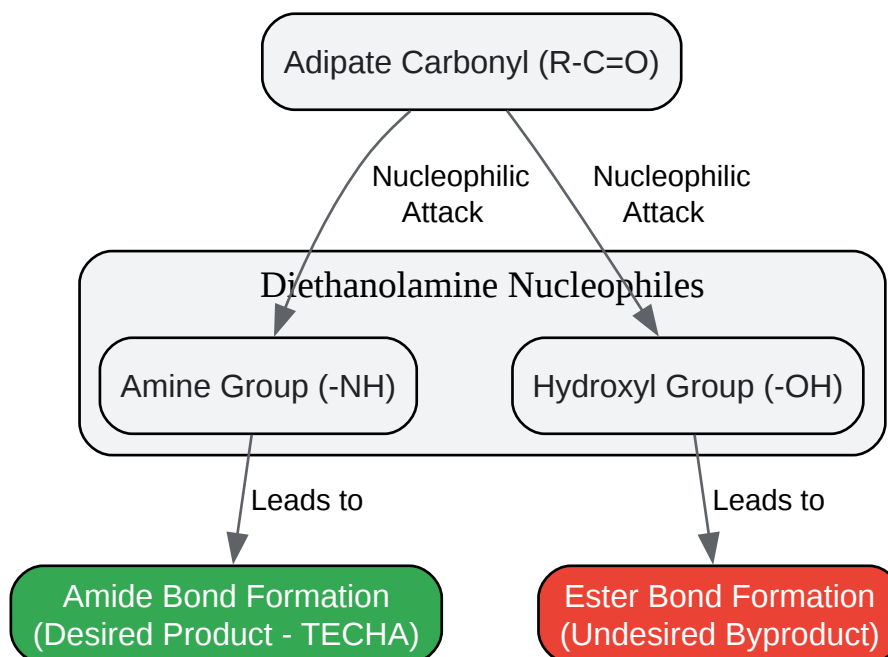 Adipate Carbonyl (R-C=O)
Nucleophilic
Attack
Nucleophilic
Attack
Diethanolamine Nucleophiles
Amine Group (-NH)
Hydroxyl Group (-OH)
Leads to
Leads to
Amide Bond Formation
(Desired Product - TECHA)
Ester Bond Formation
(Undesired Byproduct)